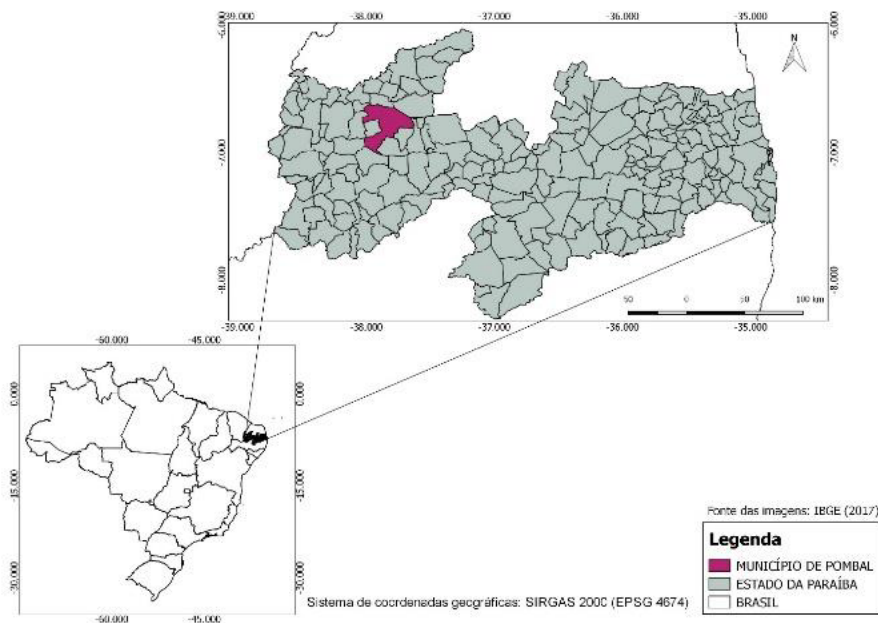 -39.000 -38.000 -37.000 -36.000 -35.000 -6.000
-6.000
N
-7.000 -7.000
-8.000 -8.000
50 0 50 100 km
-39.000 -38.000 -37.000 -36.000 -35.000
-60.000 -45.000
0.000 0.000
-15.000 -15.000
-30.000 -30.000
-60.000 -45.000
Fonte das imagens: IBGE (2017)
Legenda
MUNICÍPIO DE POMBAL
ESTADO DA PARAÍBA
BRASIL
Sistema de coordenadas geográficas: SIRGAS 2000 (EPSG 4674)